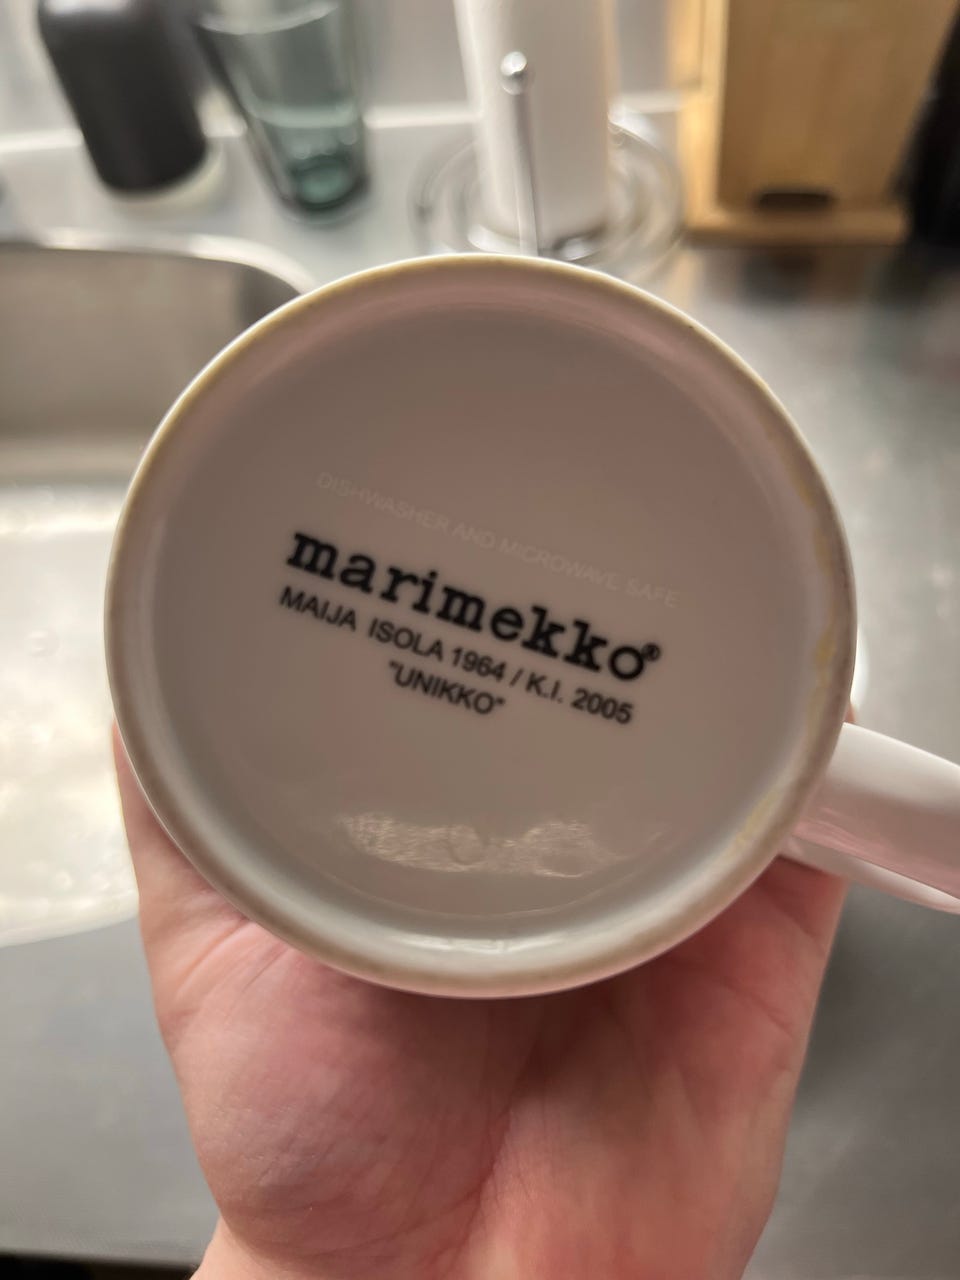 DISHWASHER AND MICROWAVE SAFE
marimekko®
MAIJA ISOLA 1964 / K.I. 2005
"UNIKKO"